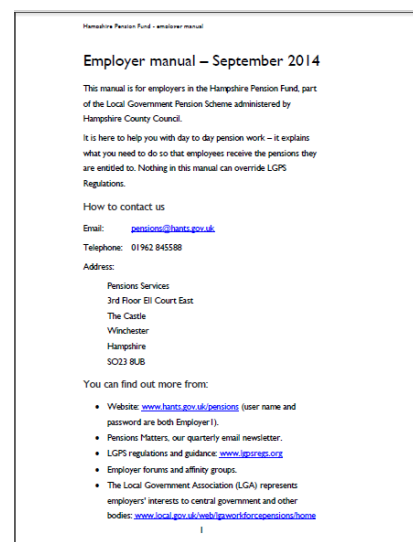 Hampshire Pension Fund - employer manual
Employer manual – September 2014
This manual is for employers in the Hampshire Pension Fund, part
of the Local Government Pension Scheme administered by
Hampshire County Council.
It is here to help you with day to day pension work – it explains
what you need to do so that employees receive the pensions they
are entitled to. Nothing in this manual can override LGPS
Regulations.
How to contact us
Email: pensions@hants.gov.uk
Telephone: 01962 845588
Address:
Pensions Services
3rd Floor Ell Court East
The Castle
Winchester
Hampshire
SO23 8UB
You can find out more from:
• Website: www.hants.gov.uk/pensions (user name and
password are both Employer1).
• Pensions Matters, our quarterly email newsletter.
• LGPS regulations and guidance: www.lgpsregs.org
• Employer forums and affinity groups.
• The Local Government Association (LGA) represents
employers' interests to central government and other
bodies: www.local.gov.uk/web/lgaworkforcepensions/home
1